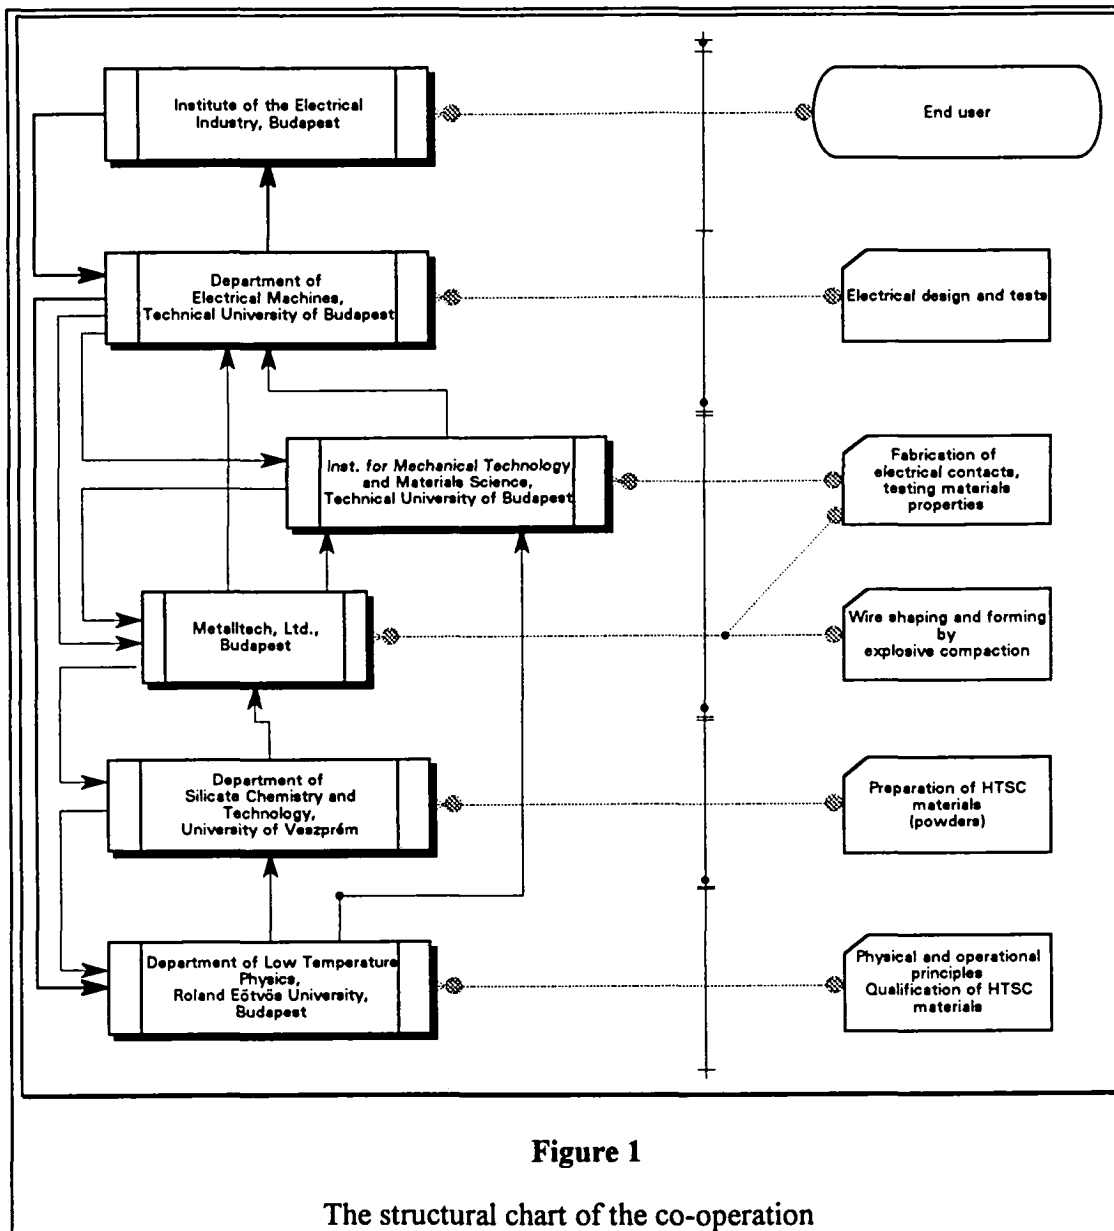 Institute of the Electrical
Industry, Budapest
End user
Department of
Electrical Machines,
Technical University of Budapest
Electrical design and tests
Inst. for Mechanical Technology
and Materials Science,
Technical University of Budapest
Fabrication of
electrical contacts,
testing materials
properties
Metalltech, Ltd.,
Budapest
Wire shaping and forming
by
explosive compaction
Department of
Silicate Chemistry and
Technology,
University of Veszprém
Preparation of HTSC
materials
(powders)
Department of Low Temperature
Physics,
Roland Eötvös University,
Budapest
Physical and operational
principles
Qualification of HTSC
materials
Figure 1
The structural chart of the co-operation